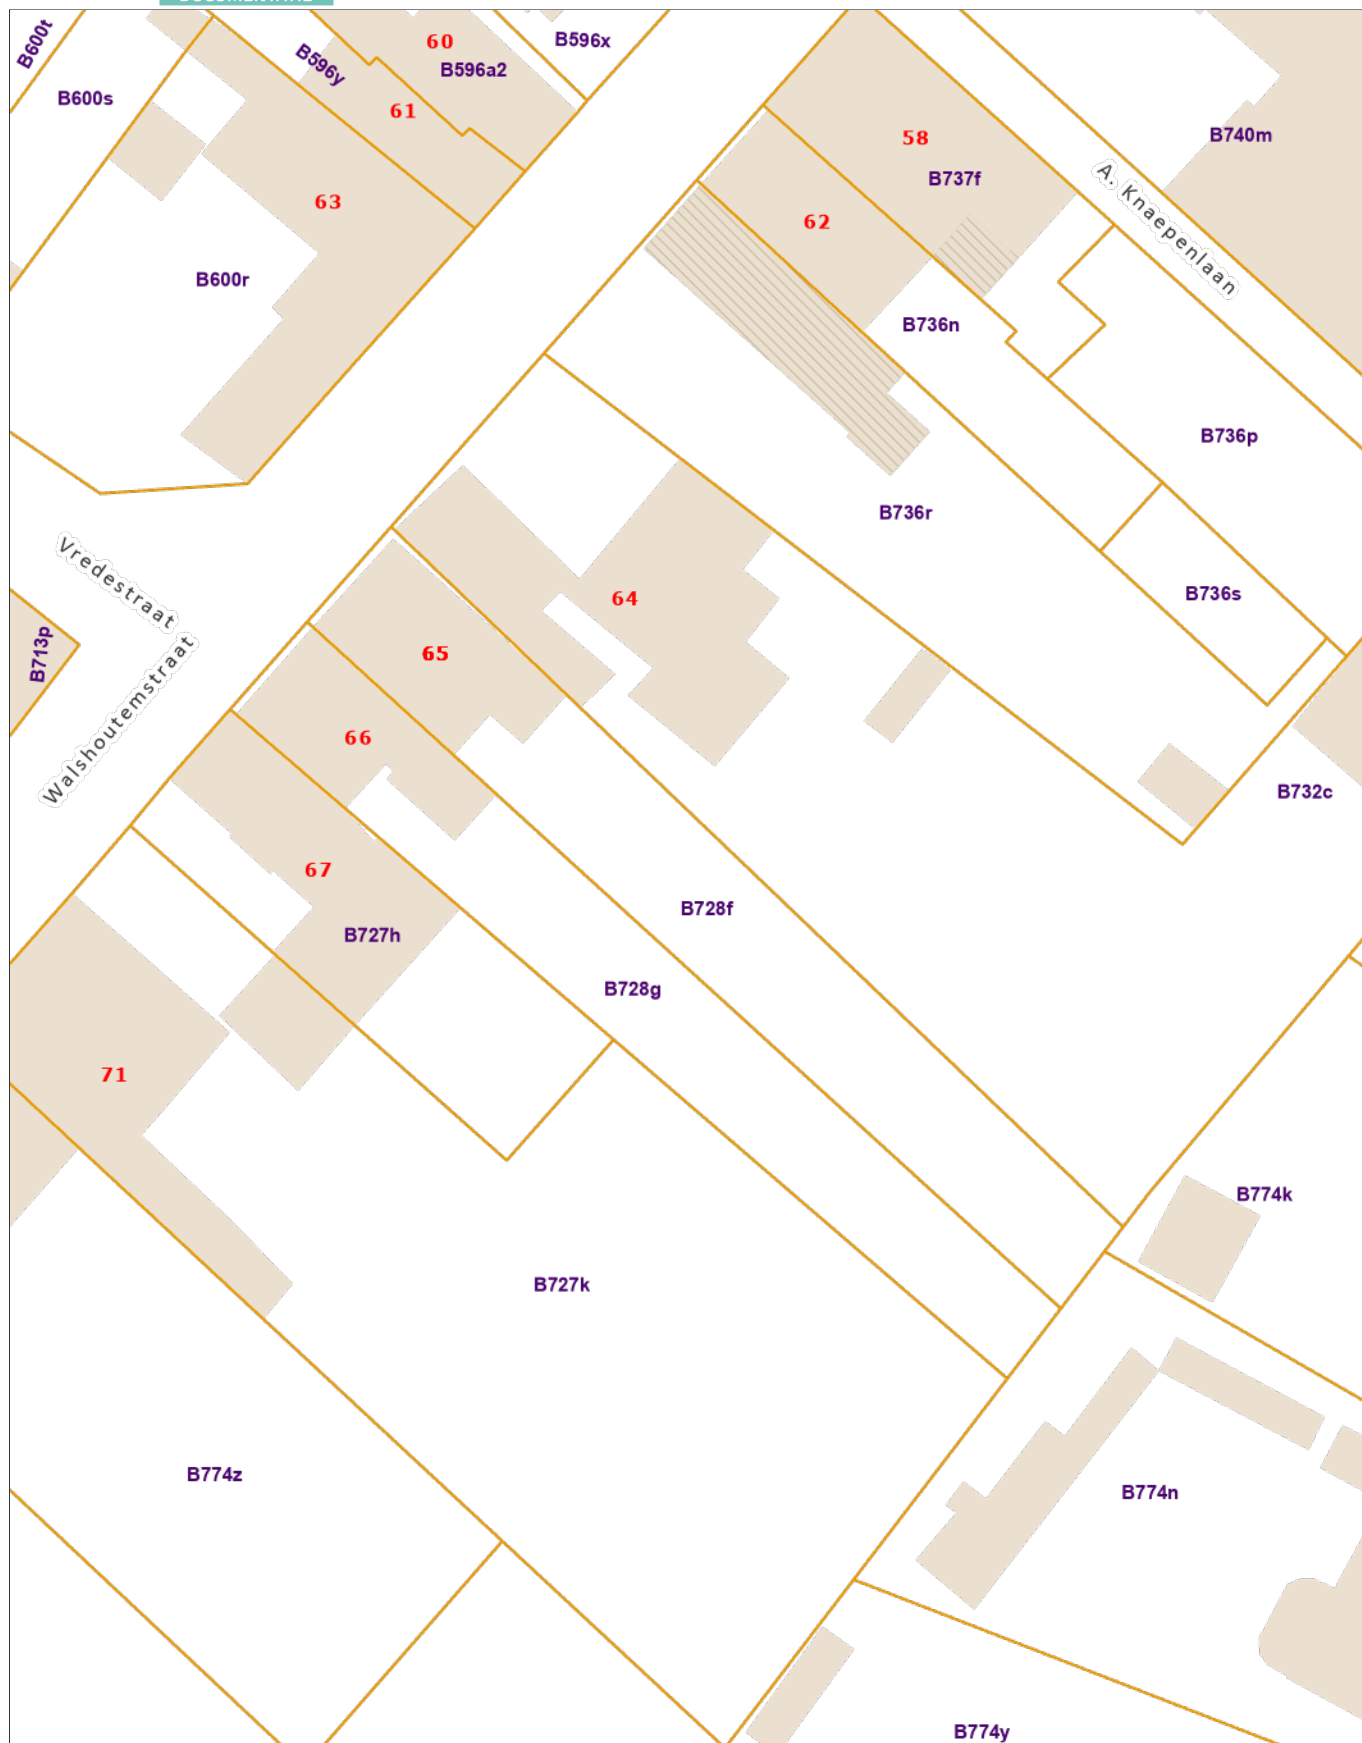 B600t
B596y
60
B596x
B596a2
B600s
61
58
B740m
B737f
A. Knaepenlaan
63
62
B600r
B736n
B736p
B736r
Vredestraat
64
B736s
B713p
65
Walshoutemstraat
66
B732c
67
B728f
B727h
B728g
71
B774k
B727k
B774z
B774n
B774y